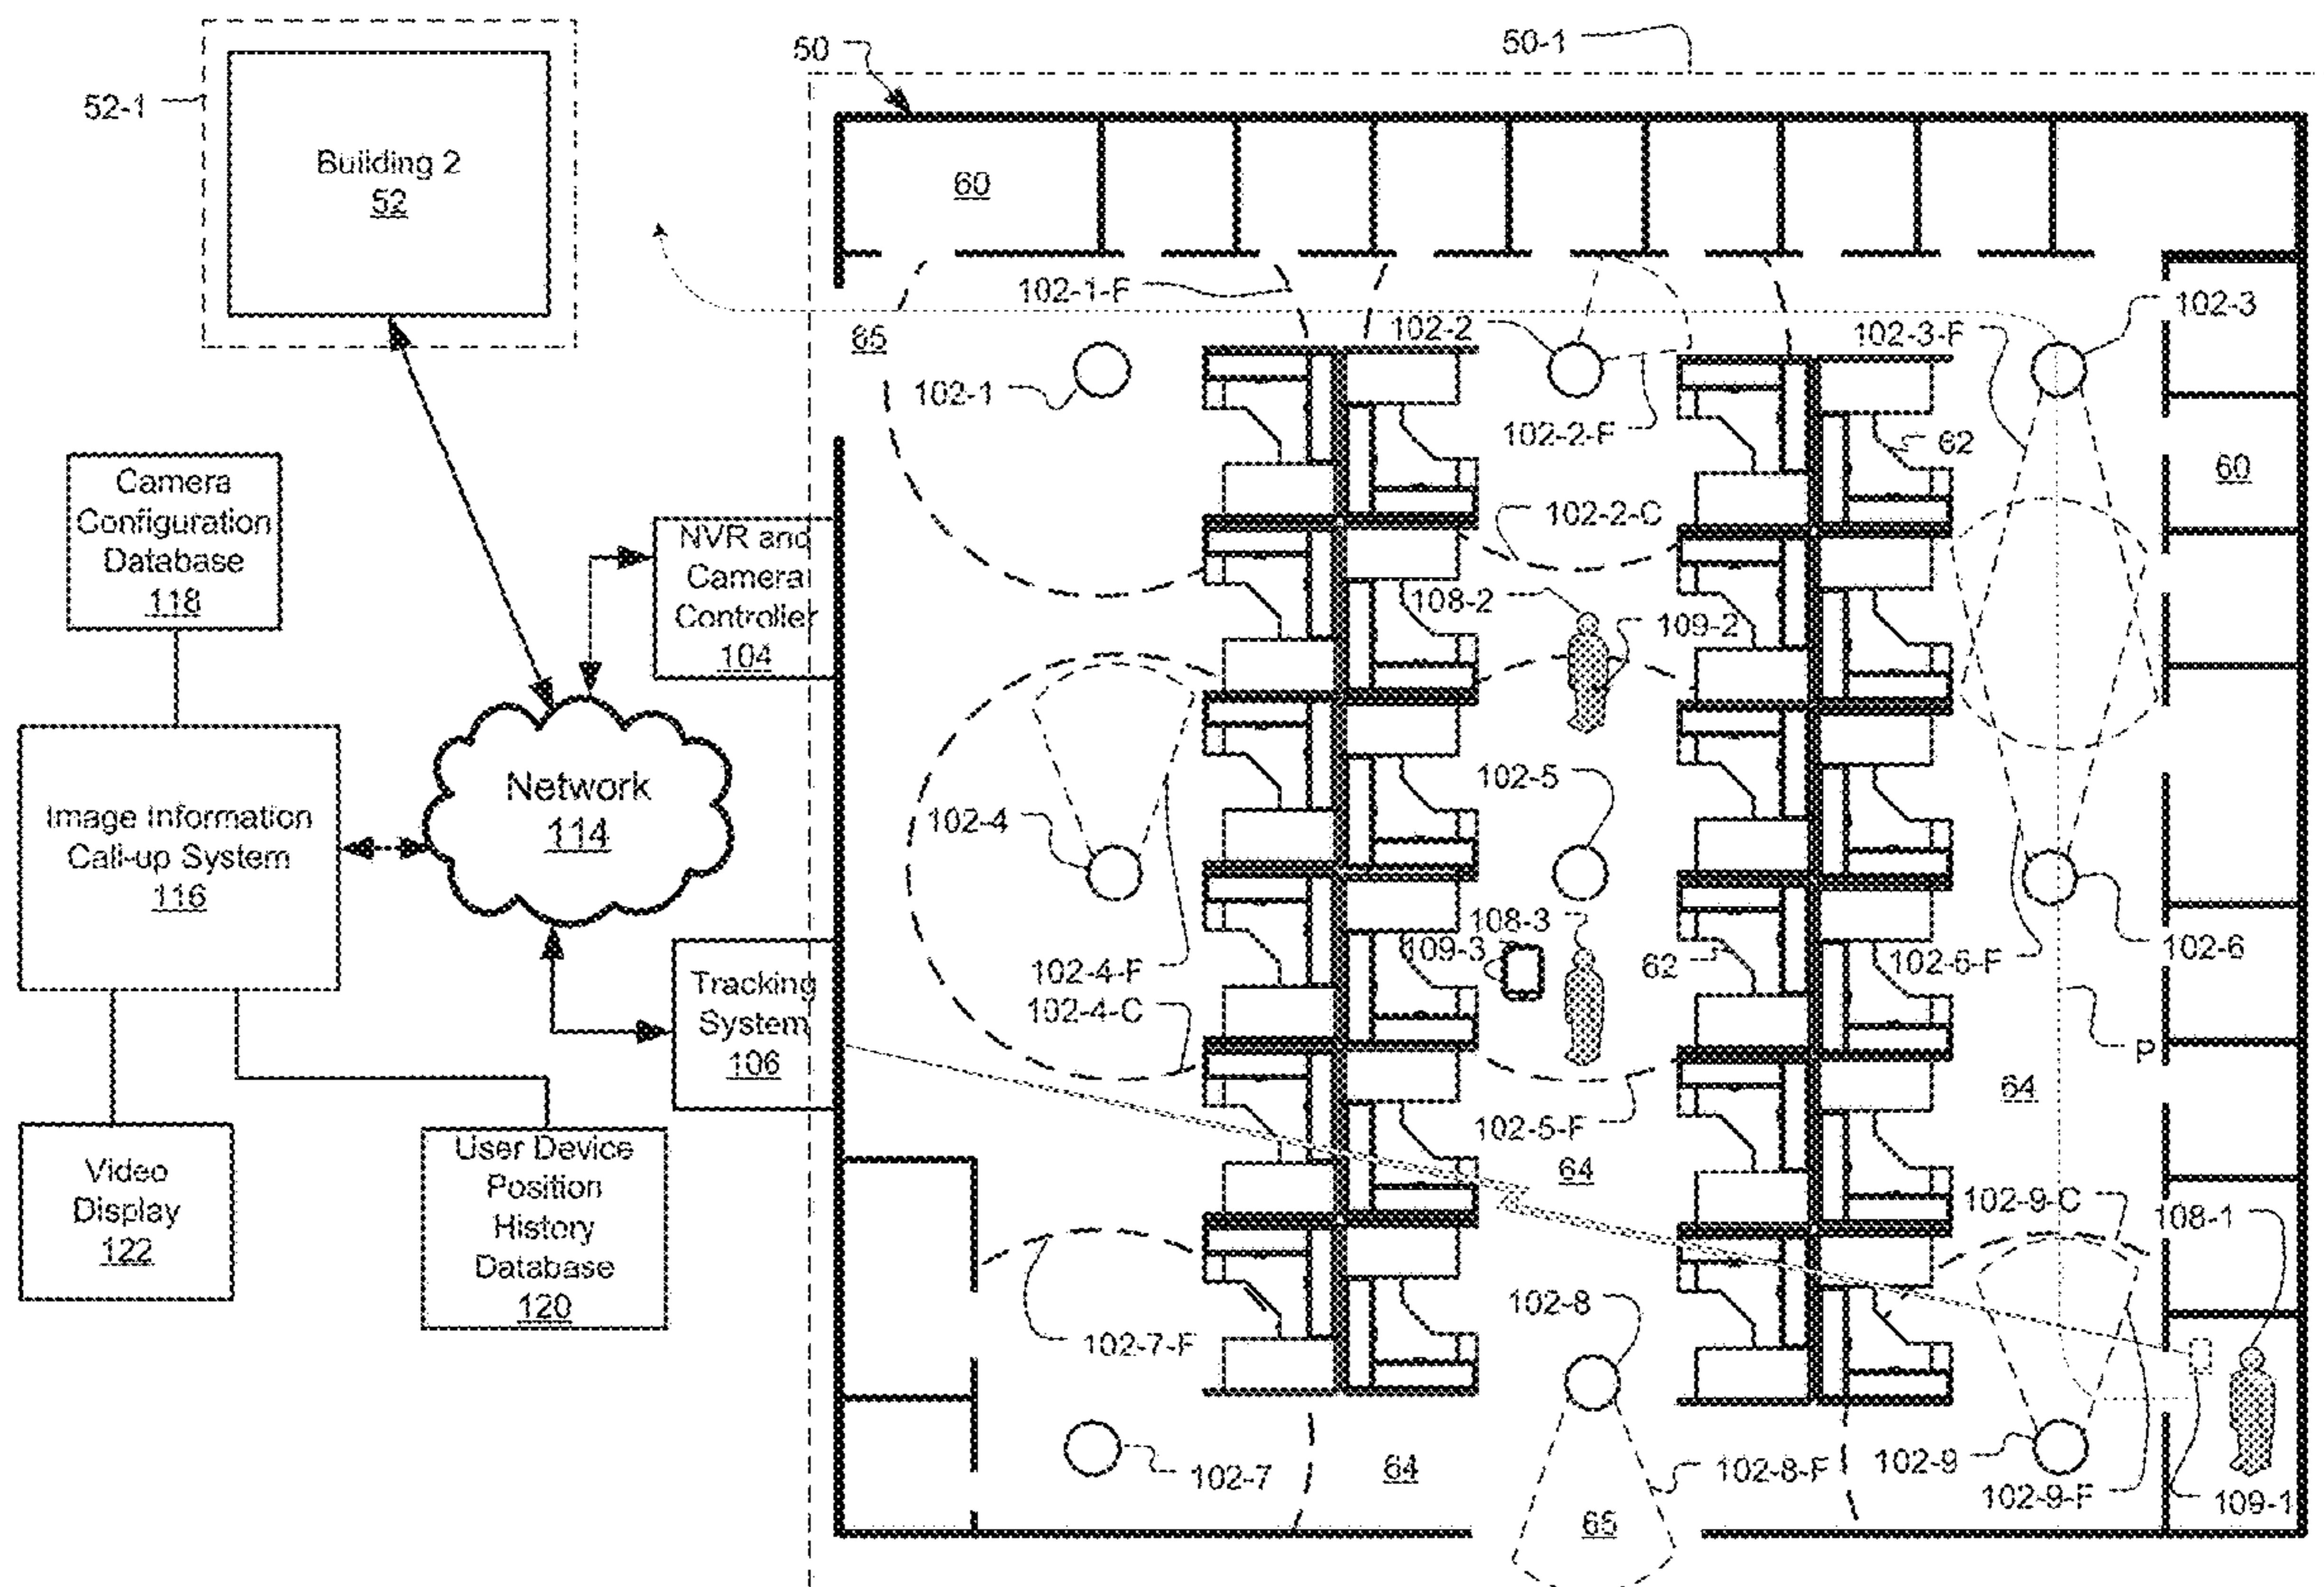 50
50-1
52-1
Building 2
52
60
102-1-F
65
102-2
102-3-F
102-3
102-1
102-2-F
62
60
Camera
Configuration
Database
118
NVR and
Camera
Controller
104
102-2-C
108-2
109-2
Network
114
Image Information
Call-up System
116
102-4
102-5
108-3
109-3
102-4-F
102-4-C
62
102-6-F
102-6
Tracking
System
106
P
64
102-5-F
64
Video
Display
122
User Device
Position
History
Database
120
102-9-C
108-1
102-8
102-7-F
102-7
64
102-8-F
102-9
102-9-F
109-1
65